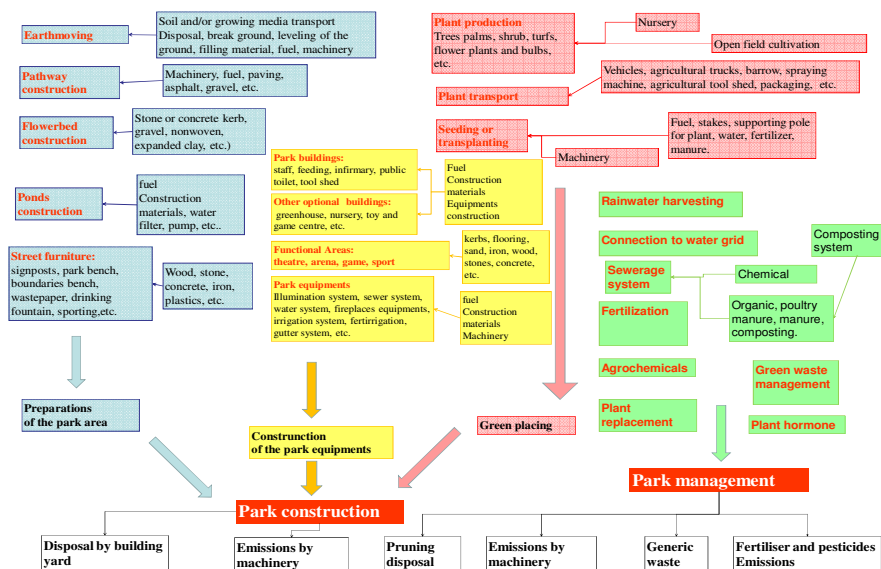 Earthmoving
Soil and/or growing media transport
Disposal, break ground, leveling of the
ground, filling material, fuel, machinery
Pathway
construction
Machinery, fuel, paving,
asphalt, gravel, etc.
Flowerbed
construction
Stone or concrete kerb,
gravel, nonwoven,
expanded clay, etc.)
Ponds
construction
fuel
Construction
materials, water
filter, pump, etc..
Street furniture:
signposts, park bench,
boundaries bench,
wastepaper, drinking
fountain, sporting,etc.
Wood, stone,
concrete, iron,
plastics, etc.
Preparations
of the park area
Park buildings:
staff, feeding, infirmary, public
toilet, tool shed
Other optional buildings:
greenhouse, nursery, toy and
game centre, etc.
Fuel
Construction
materials
Equipments
construction
Functional Areas:
theatre, arena, game, sport
kerbs, flooring,
sand, iron, wood,
stones, concrete,
etc.
Park equipments
Illumination system, sewer system,
water system, fireplaces equipments,
irrigation system, fertirrigation,
gutter system, etc.
fuel
Construction
materials
Machinery
Construnction
of the park equipments
Plant production
Trees palms, shrub, turfs,
flower plants and bulbs,
etc.
Nursery
Open field cultivation
Plant transport
Vehicles, agricultural trucks, barrow, spraying
machine, agricultural tool shed, packaging, etc.
Seeding or
transplanting
Fuel, stakes, supporting pole
for plant, water, fertilizer,
manure.
Machinery
Green placing
Rainwater harvesting
Connection to water grid
Composting
system
Sewerage
system
Chemical
Organic, poultry
manure, manure,
composting.
Fertilization
Agrochemicals
Green waste
management
Plant
replacement
Plant hormone
Park management
Park construction
Disposal by building
yard
Emissions by
machinery
Pruning
disposal
Emissions by
machinery
Generic
waste
Fertiliser and pesticides
Emissions